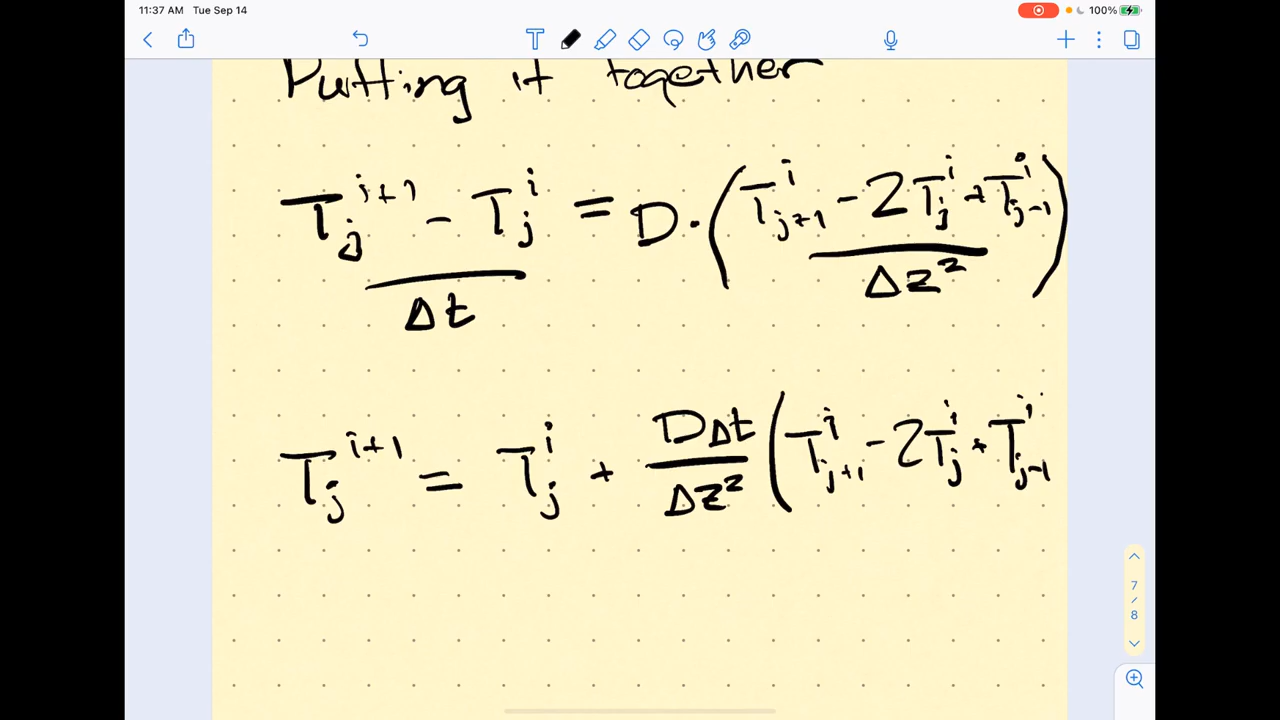 11:37 AM Tue Sep 14 100%
T
Putting it together
T_j^{i+1} - T_j^i / Δt = D · ( T_{j+1}^i - 2T_j^i + T_{j-1}^i / Δz² )
T_j^{i+1} = T_j^i + DΔt / Δz² ( T_{j+1}^i - 2T_j^i + T_{j-1}^i
7
/
8